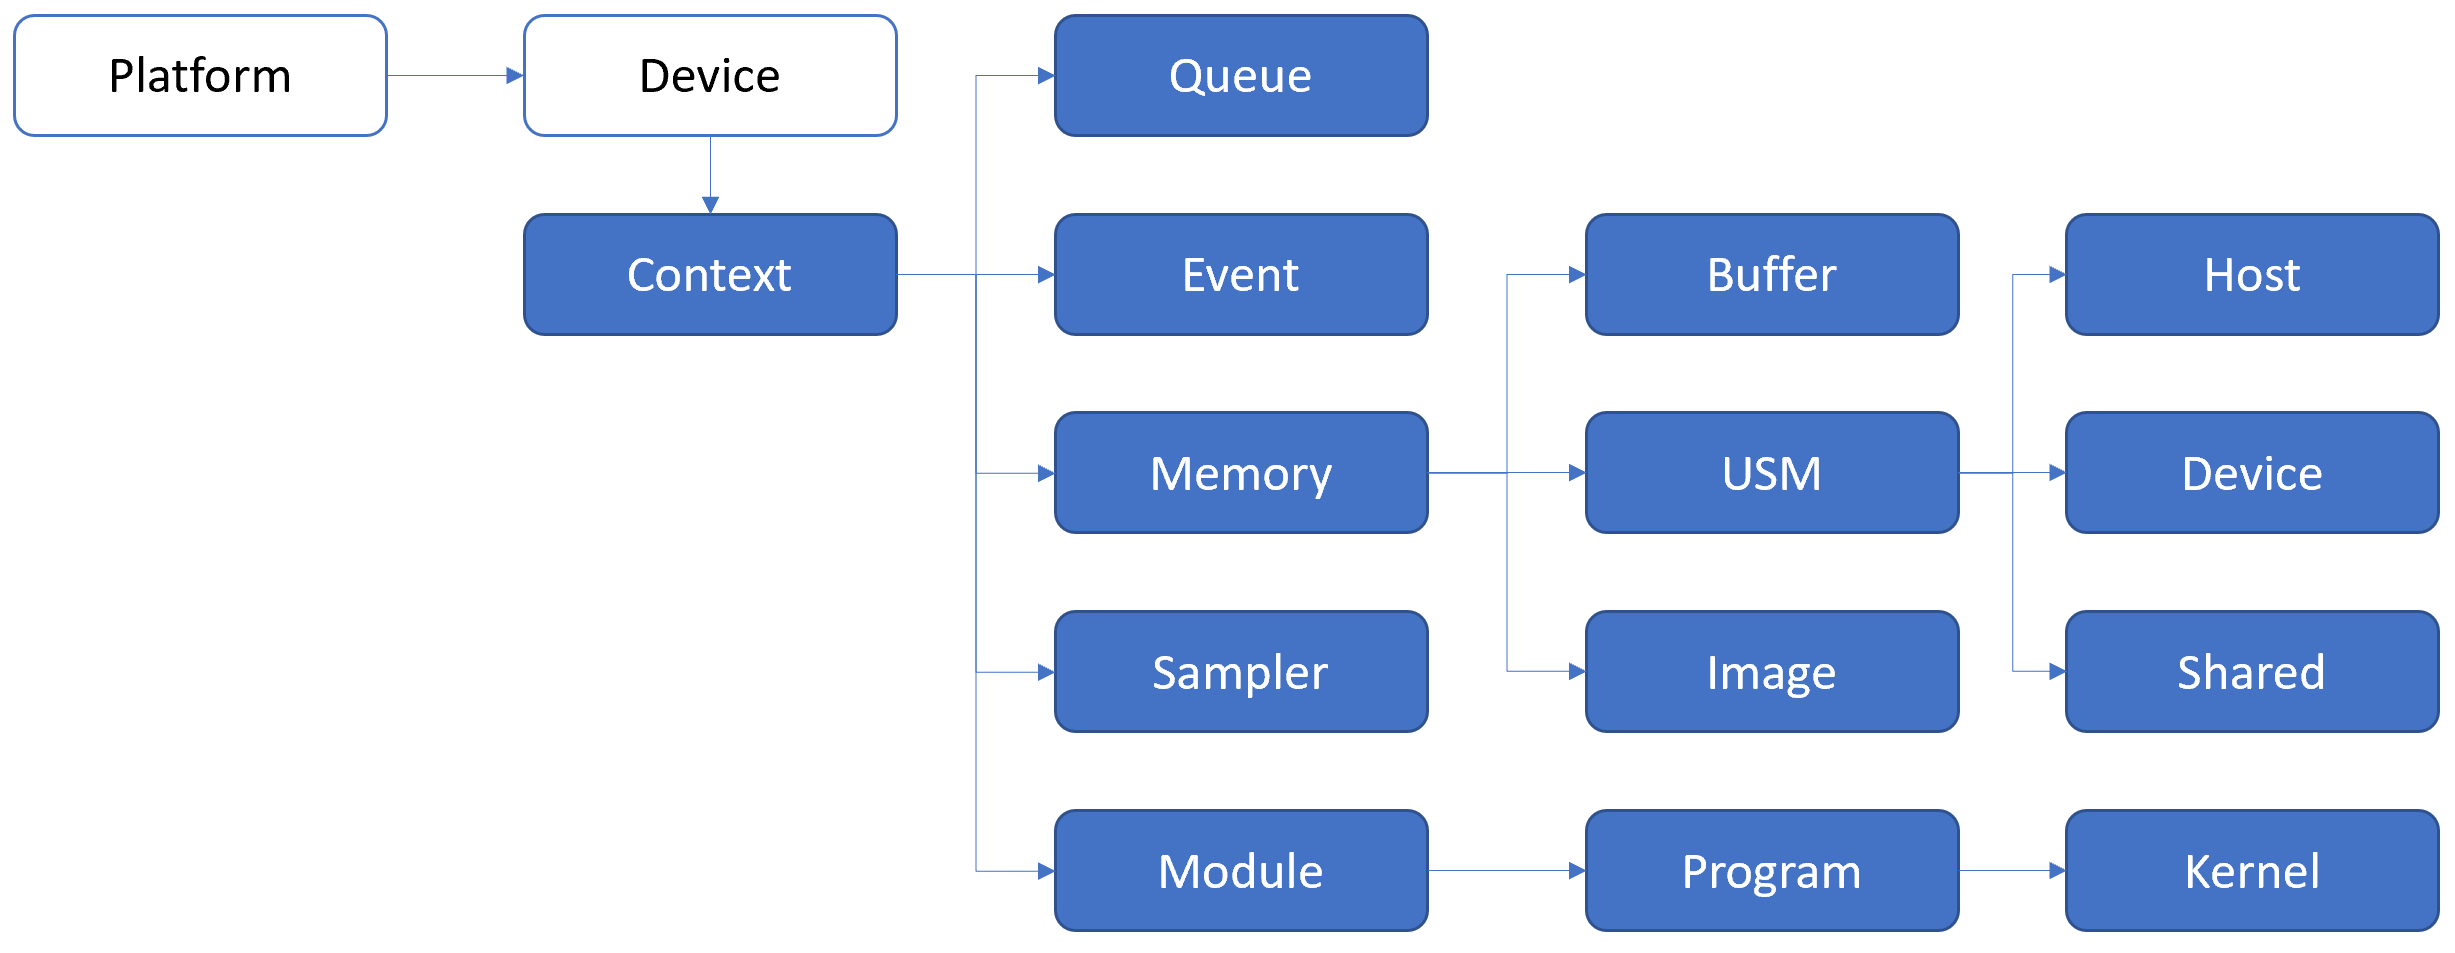 Platform
Device
Queue
Context
Event
Buffer
Host
Memory
USM
Device
Sampler
Image
Shared
Module
Program
Kernel